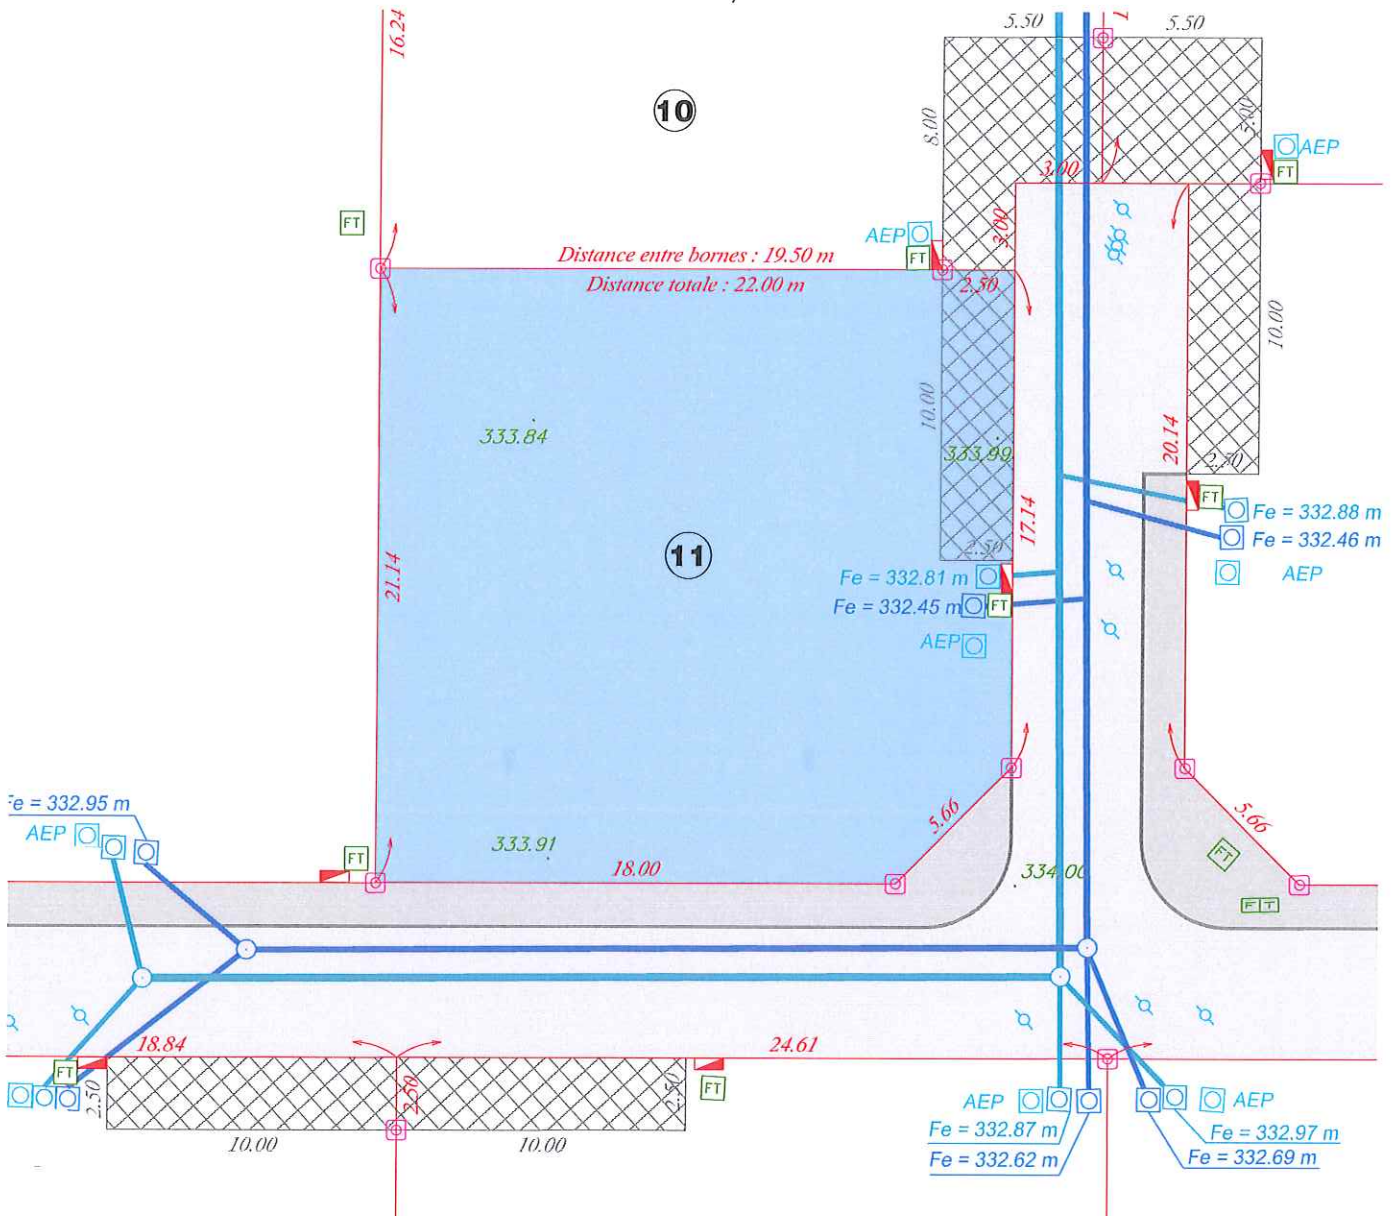 5.50
5.50
16.24
10
8.00
5.00
AEP
FT
3.00
FT
3.00
AEP
FT
Distance entre bornes : 19.50 m
Distance totale : 22.00 m
2.50
10.00
10.00
333.84
333.99
20.14
2.50
FT
Fe = 332.88 m
17.14
Fe = 332.46 m
11
2.50
21.14
Fe = 332.81 m
AEP
Fe = 332.45 m
FT
AEP
Fe = 332.95 m
5.66
5.66
AEP
333.91
FT
FT
18.00
334.00
FT
18.84
24.61
FT
2.50
2.50
2.50
FT
AEP
AEP
10.00
10.00
Fe = 332.87 m
Fe = 332.97 m
Fe = 332.62 m
Fe = 332.69 m